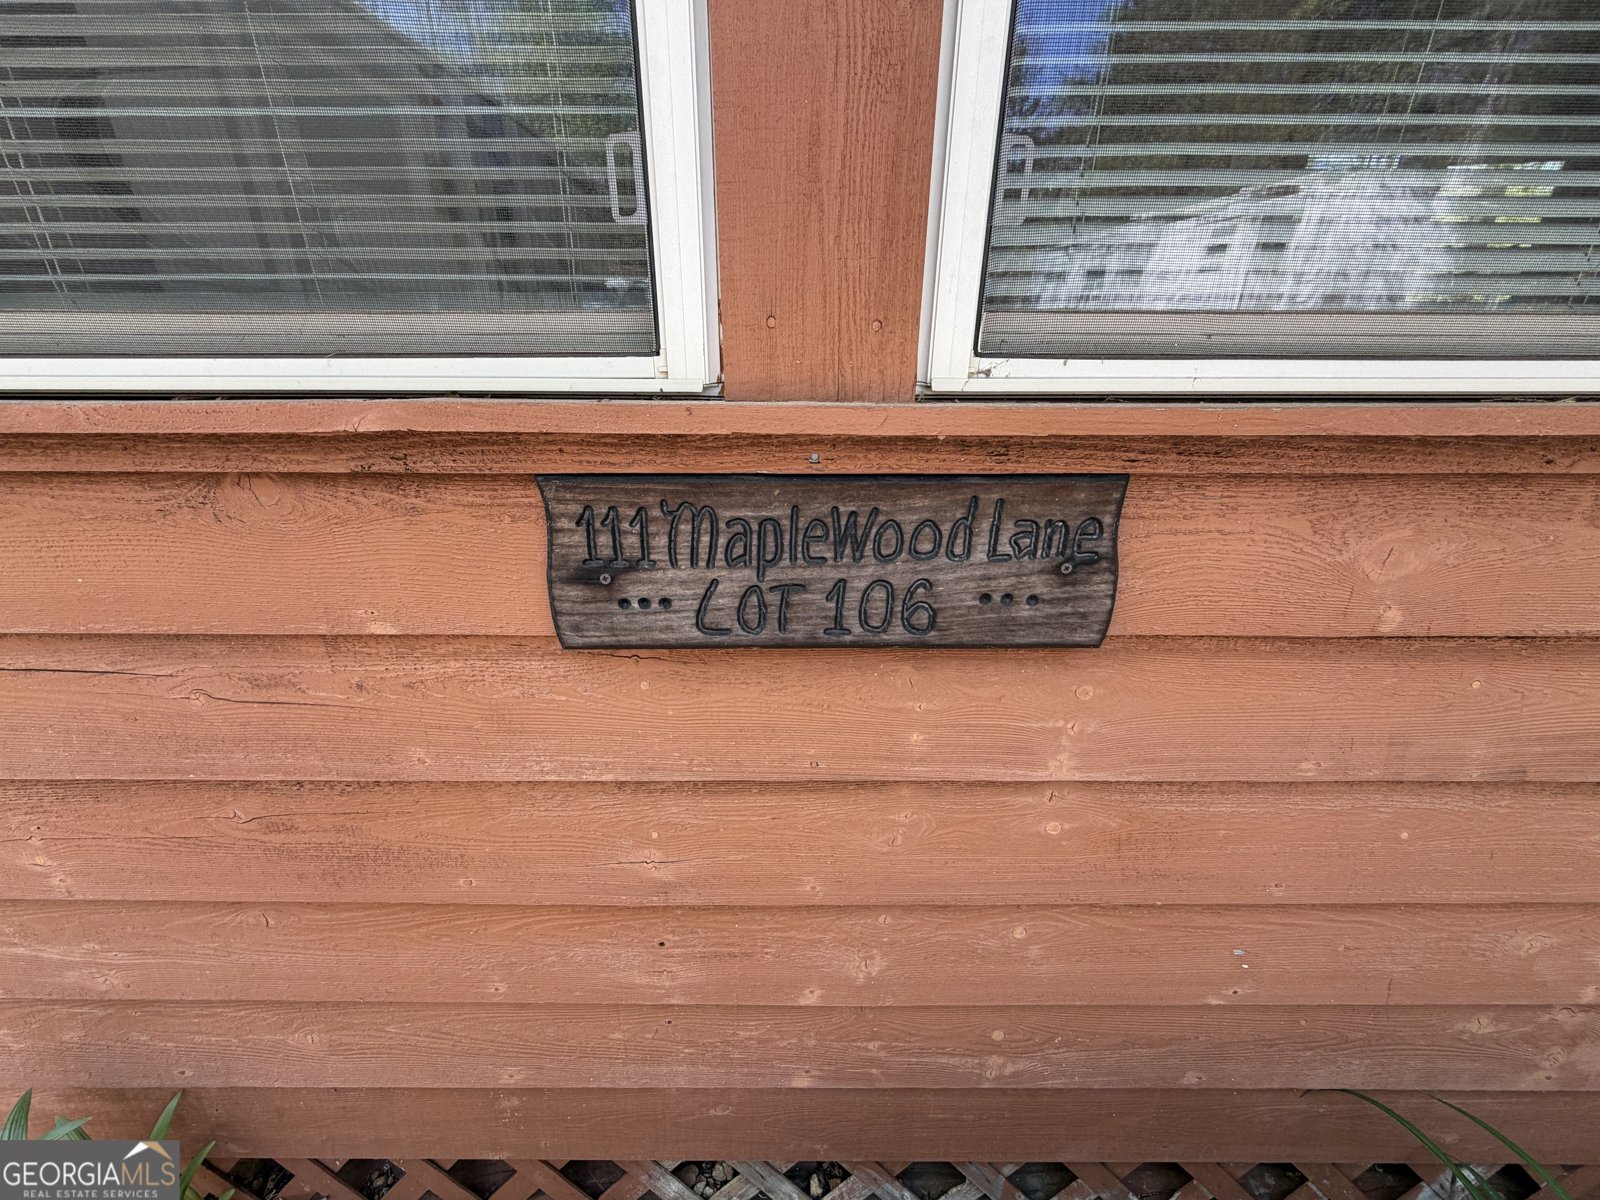 111 MapleWood Lane
... LOT 106 ...
GEORGIAMLS
REAL ESTATE SERVICES